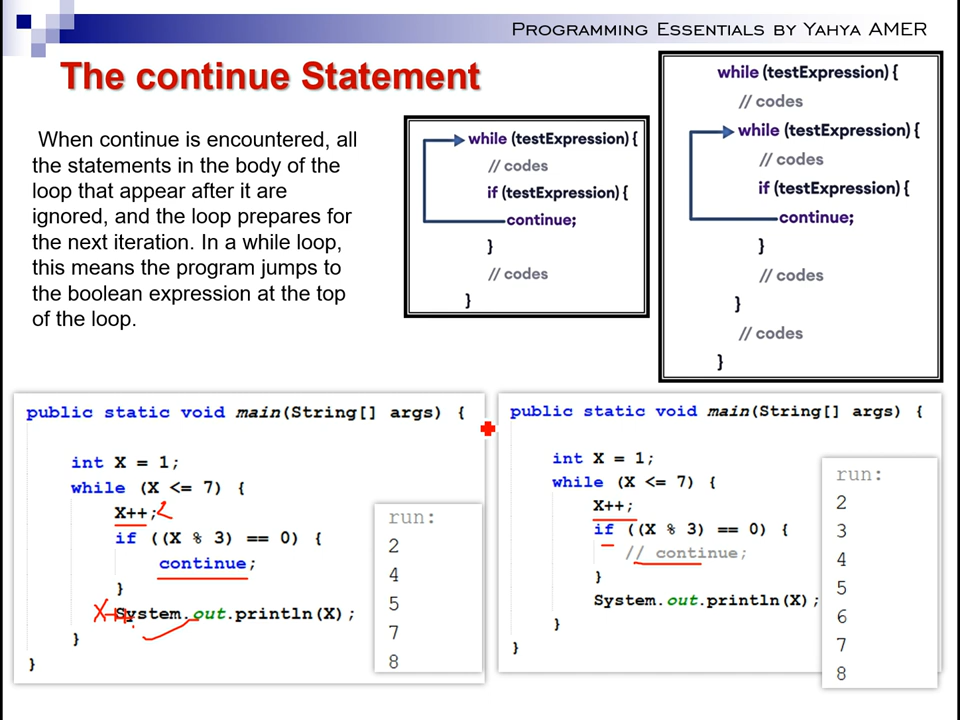 Programming Essentials by Yahya AMER
The continue Statement
When continue is encountered, all
the statements in the body of the
loop that appear after it are
ignored, and the loop prepares for
the next iteration. In a while loop,
this means the program jumps to
the boolean expression at the top
of the loop.
while (testExpression) {
// codes
if (testExpression) {
continue;
}
// codes
}
while (testExpression) {
// codes
while (testExpression) {
// codes
if (testExpression) {
continue;
}
// codes
}
// codes
}
public static void main(String[] args) {
int X = 1;
while (X <= 7) {
X++;
if ((X % 3) == 0) {
continue;
}
X++
System.out.println(X);
}
}
run:
2
4
5
7
8
public static void main(String[] args) {
int X = 1;
while (X <= 7) {
X++;
if ((X % 3) == 0) {
// continue;
}
System.out.println(X);
}
}
run:
2
3
4
5
6
7
8